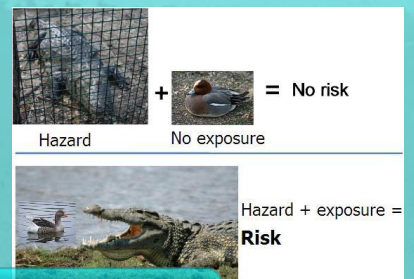 + = No risk
Hazard No exposure
Hazard + exposure =
Risk